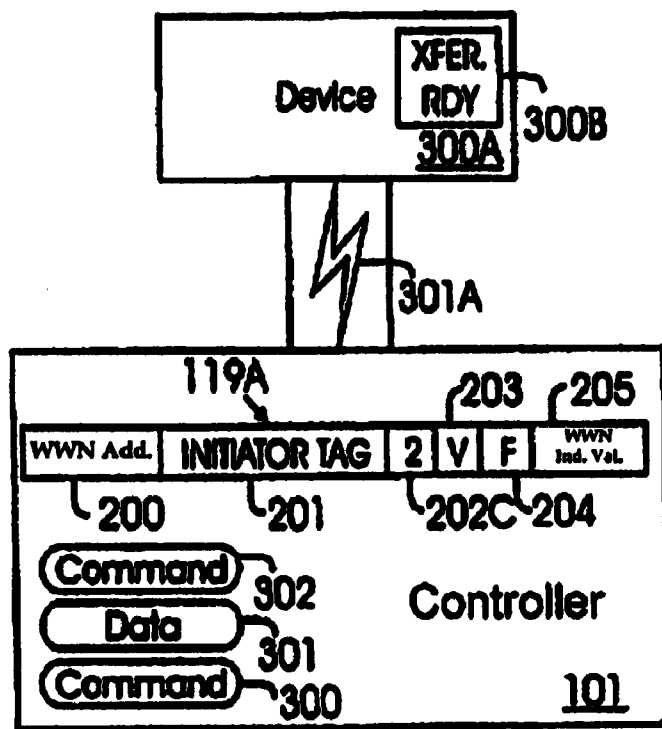 XFER.
RDY
Device
300A
300B
301A
119A
203
205
WWN Add.
INITIATOR TAG
2
V
F
WWN
Ind. Val.
200
201
202C
204
Command
302
Data
301
Command
300
Controller
101